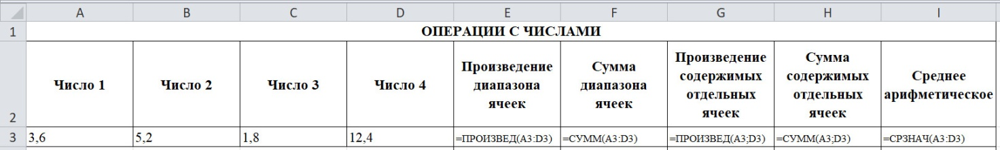 A B C D E F G H I
1 ОПЕРАЦИИ С ЧИСЛАМИ
2 Число 1 Число 2 Число 3 Число 4
Произведение
диапазона
ячеек
Сумма
диапазона
ячеек
Произведение
содержимых
отдельных
ячеек
Сумма
содержимых
отдельных
ячеек
Среднее
арифметическое
3 3,6 5,2 1,8 12,4 =ПРОИЗВЕД(A3:D3) =СУММ(A3:D3) =ПРОИЗВЕД(A3;D3) =СУММ(A3;D3) =СРЗНАЧ(A3:D3)